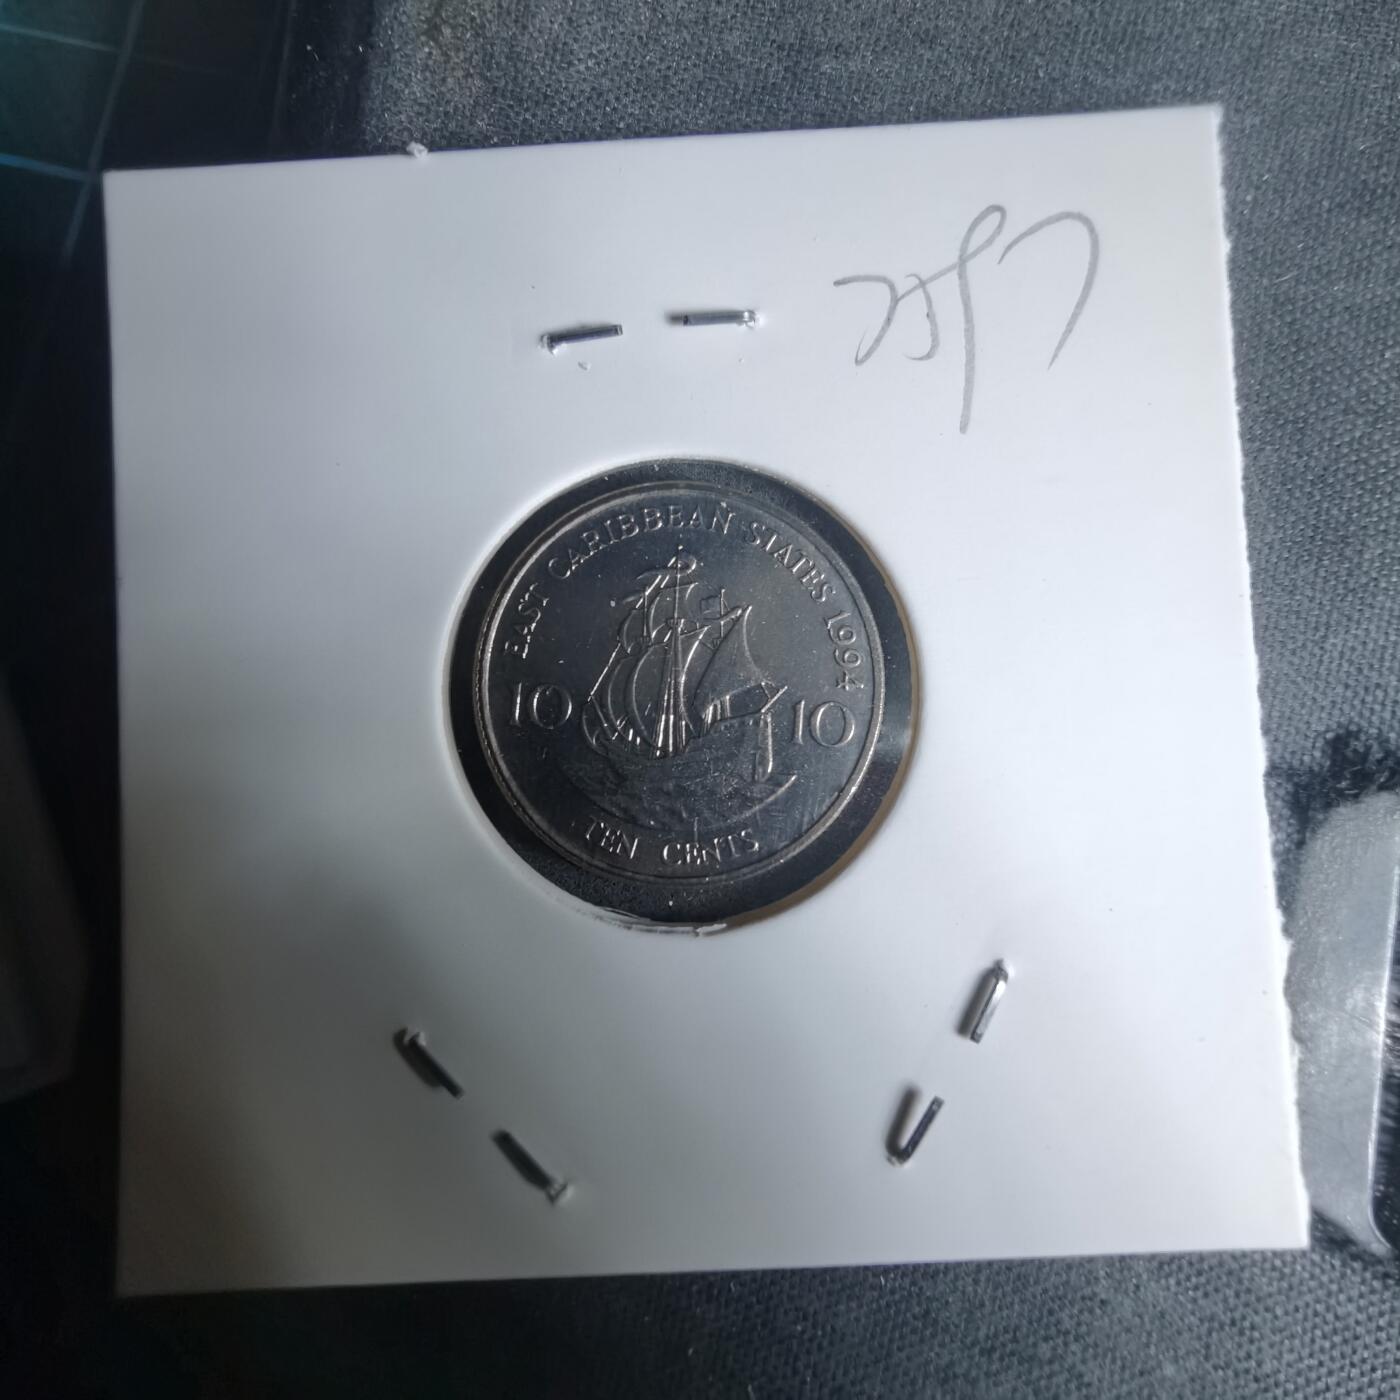 EAST CARIBBEAN STATES 1994
10 10
TEN CENTS